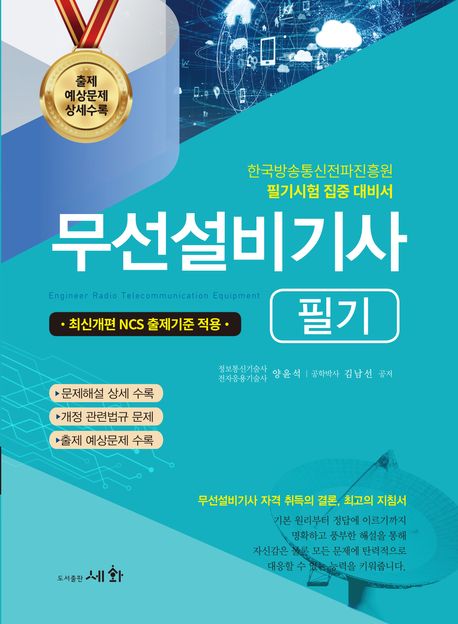 출제
예상문제
상세수록
한국방송통신전파진흥원
필기시험 집중 대비서
무선설비기사
Engineer Radio Telecommunication Equipment
필기
• 최신개편 NCS 출제기준 적용 •
정보통신기술사
전자응용기술사 양윤석 | 공학박사 김남선 공저
▸문제해설 상세 수록
▸개정 관련법규 문제
▸출제 예상문제 수록
무선설비기사 자격 취득의 결론, 최고의 지침서
기본 원리부터 정답에 이르기까지
명확하고 풍부한 해설을 통해
자신감은 물론 모든 문제에 탄력적으로
대응할 수 있는 능력을 키워줍니다.
도서출판 세화